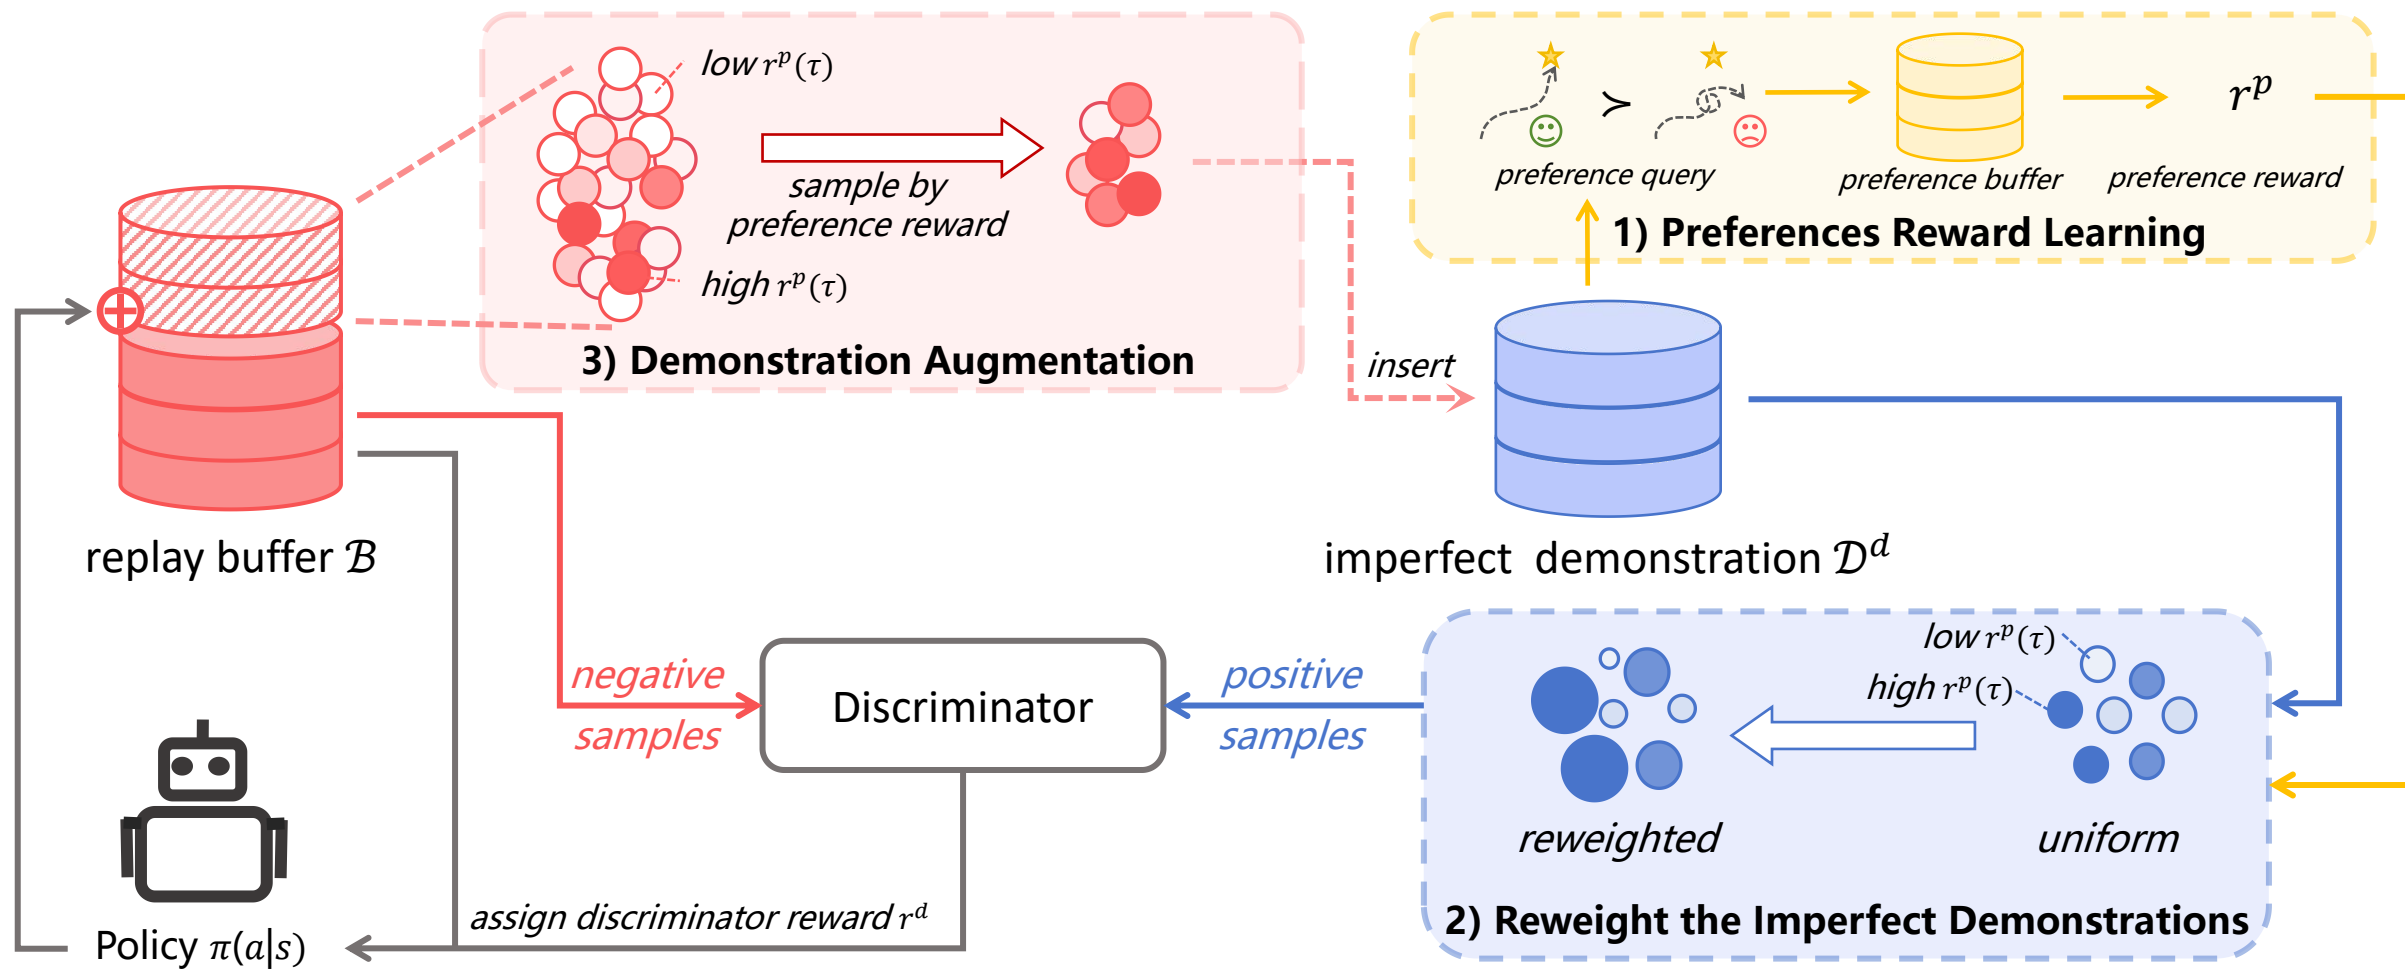 low r^p(τ)
sample by
preference reward
high r^p(τ)
3) Demonstration Augmentation
≻
r^p
preference query
preference buffer
preference reward
1) Preferences Reward Learning
insert
replay buffer ℬ
imperfect demonstration 𝒟^d
negative
samples
Discriminator
positive
samples
low r^p(τ)
high r^p(τ)
reweighted
uniform
2) Reweight the Imperfect Demonstrations
assign discriminator reward r^d
Policy π(a|s)